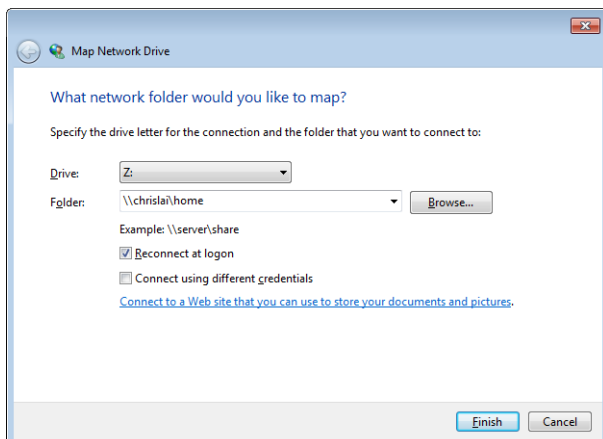 Map Network Drive
What network folder would you like to map?
Specify the drive letter for the connection and the folder that you want to connect to:
Drive: Z:
Folder: \\chrislai\home Browse...
Example: \\server\share
Reconnect at logon
Connect using different credentials
Connect to a Web site that you can use to store your documents and pictures.
Finish Cancel